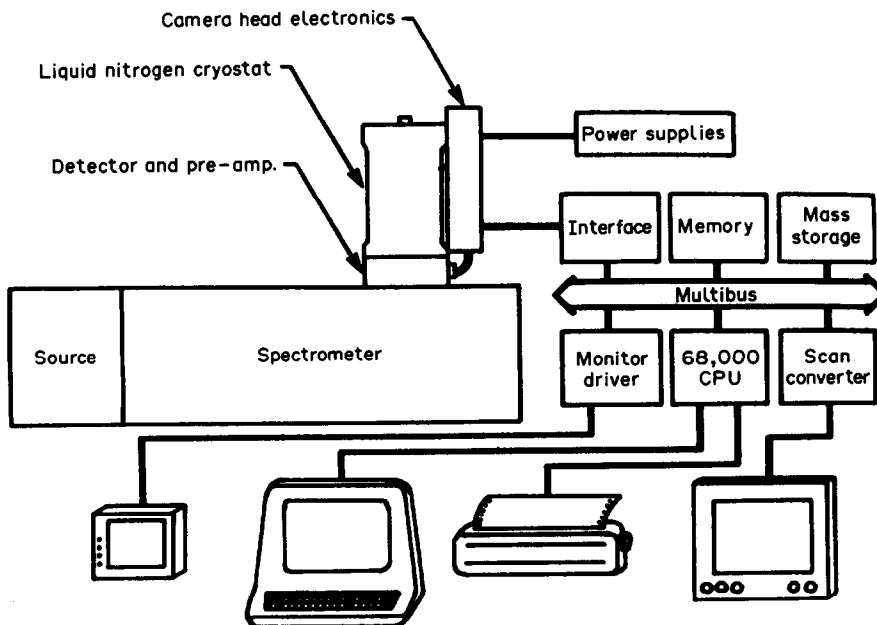 Camera head electronics
Liquid nitrogen cryostat
Detector and pre-amp.
Power supplies
Interface
Memory
Mass
storage
Multibus
Source
Spectrometer
Monitor
driver
68,000
CPU
Scan
converter